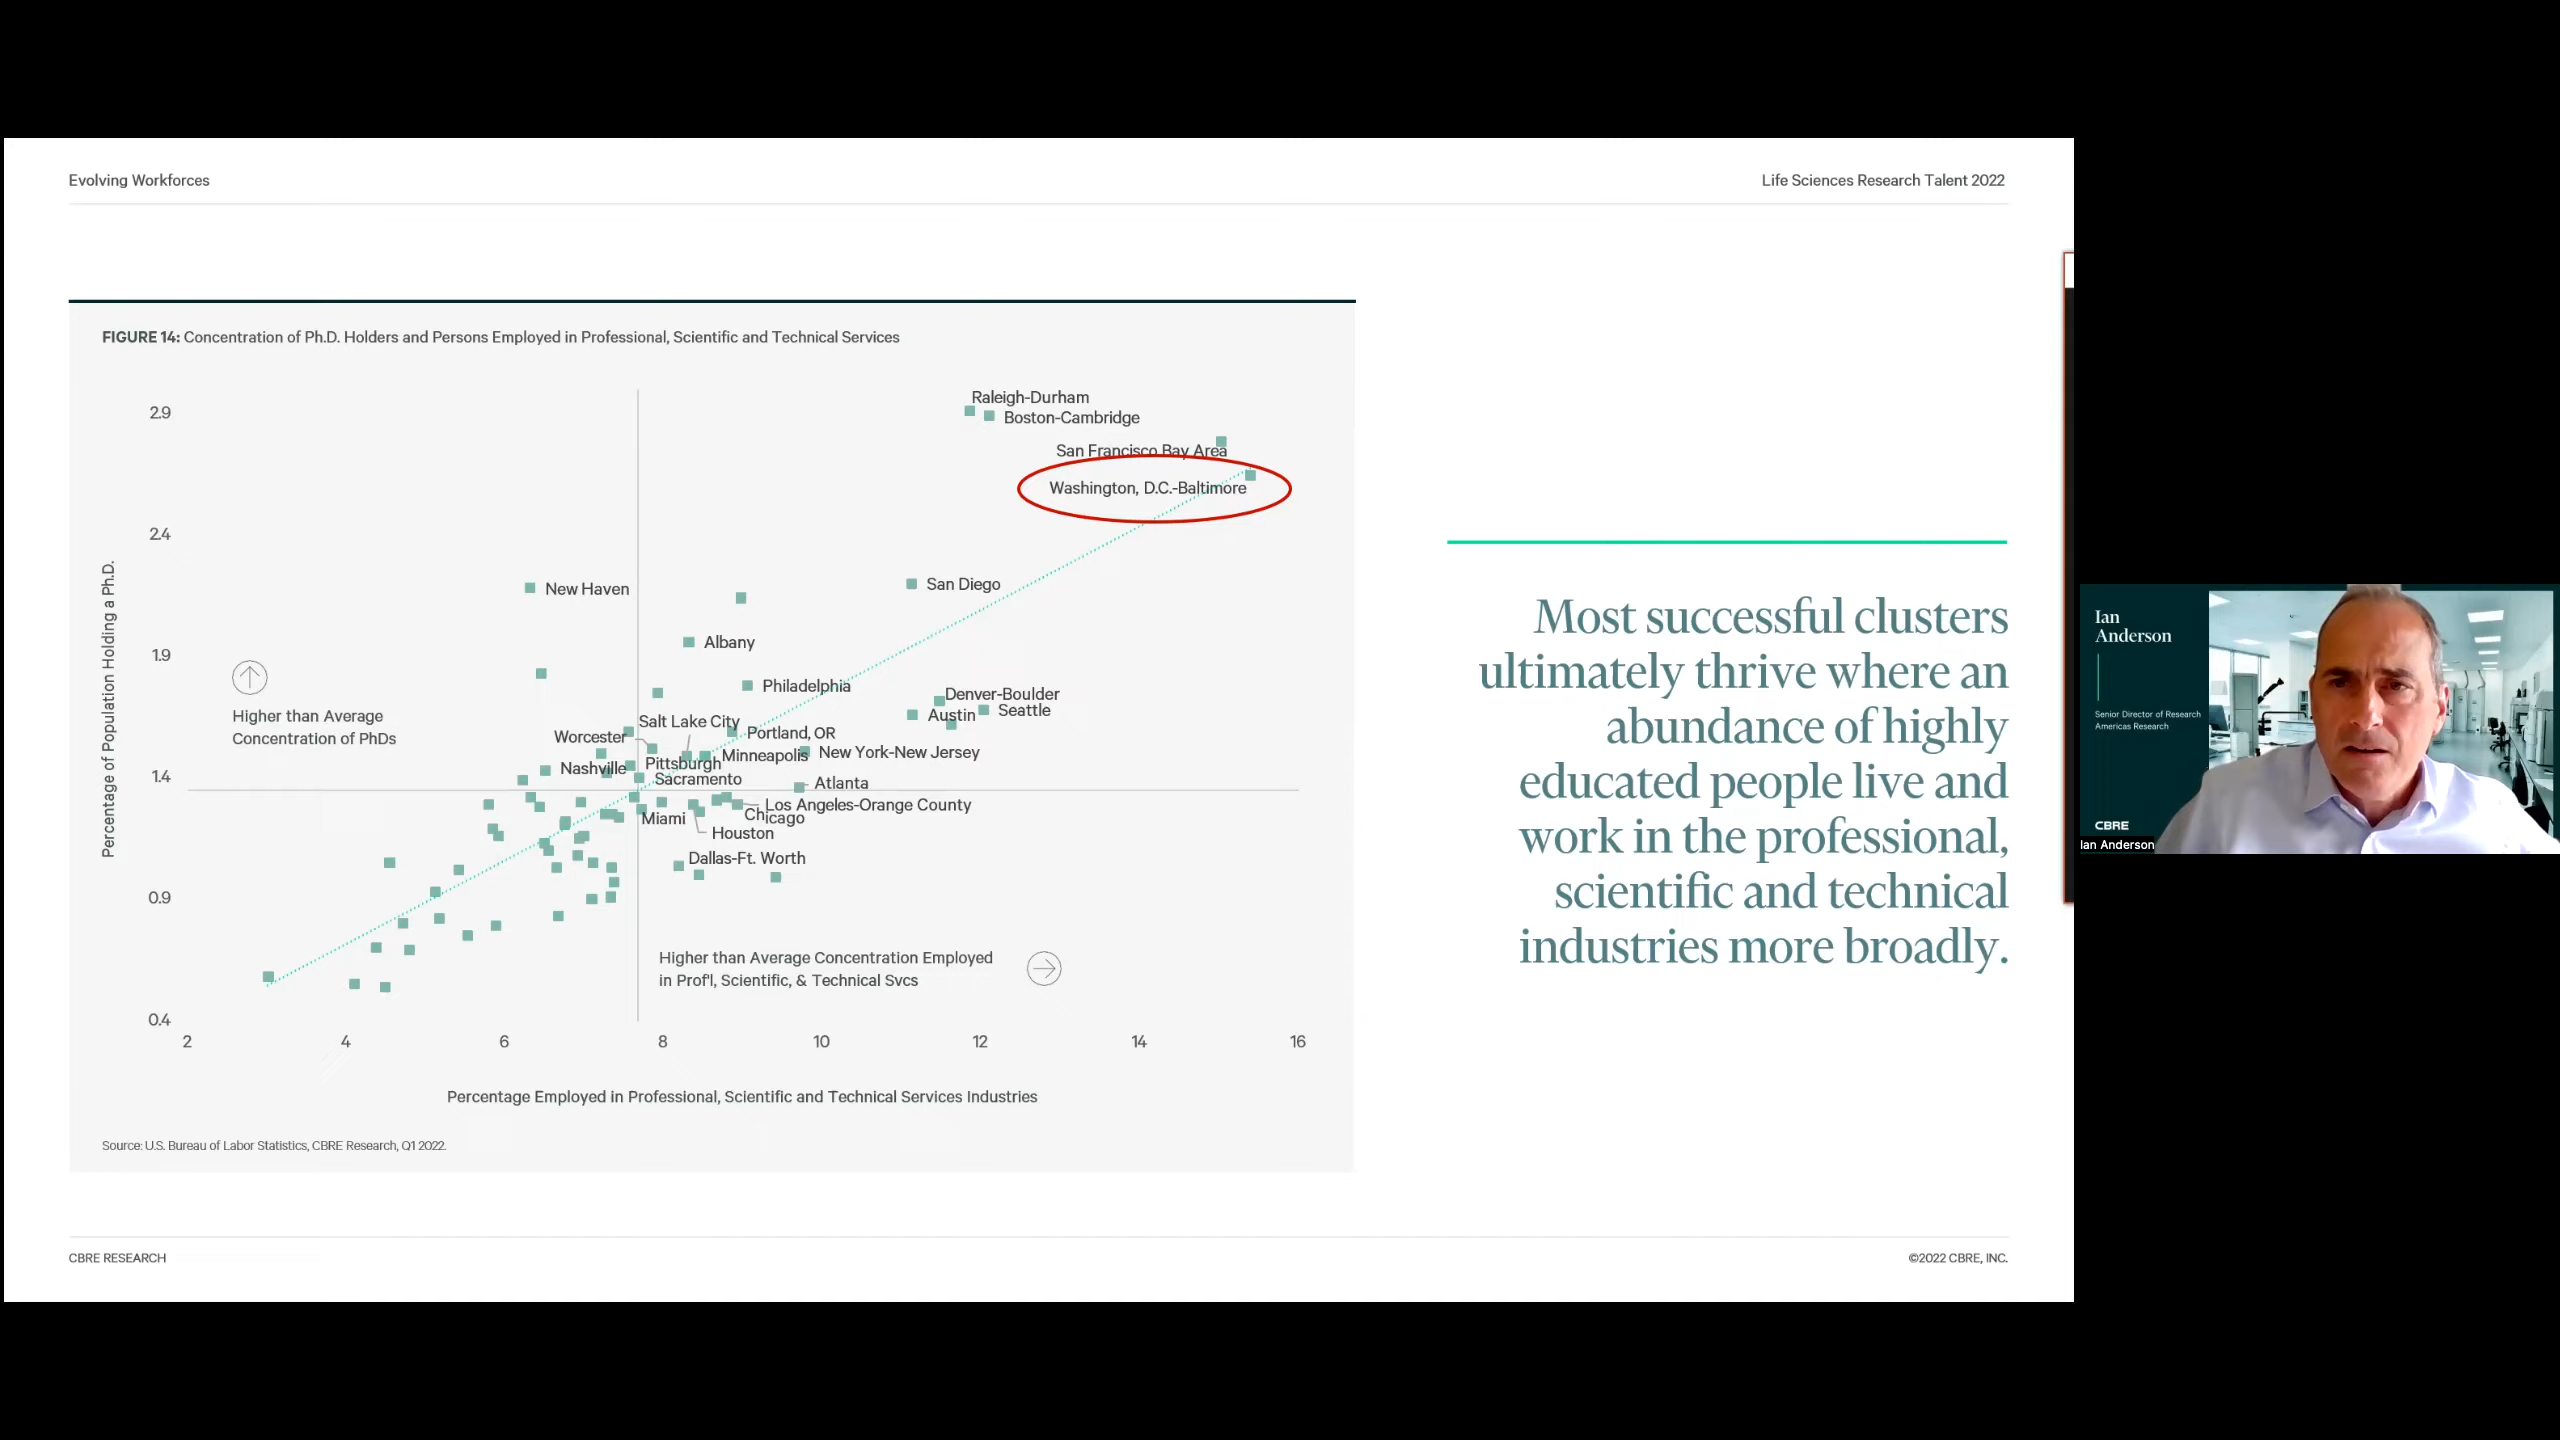 Evolving Workforces
Life Sciences Research Talent 2022
FIGURE 14: Concentration of Ph.D. Holders and Persons Employed in Professional, Scientific and Technical Services
Percentage of Population Holding a Ph.D.
2.9
2.4
1.9
1.4
0.9
0.4
Raleigh-Durham
Boston-Cambridge
San Francisco Bay Area
Washington, D.C.-Baltimore
New Haven
San Diego
Albany
Philadelphia
Denver-Boulder
Austin
Seattle
Salt Lake City
Worcester
Portland, OR
Minneapolis
New York-New Jersey
Nashville
Pittsburgh
Sacramento
Atlanta
Los Angeles-Orange County
Chicago
Miami
Houston
Dallas-Ft. Worth
Higher than Average
Concentration of PhDs
Higher than Average Concentration Employed
in Prof'l, Scientific, & Technical Svcs
2 4 6 8 10 12 14 16
Percentage Employed in Professional, Scientific and Technical Services Industries
Source: U.S. Bureau of Labor Statistics, CBRE Research, Q1 2022.
Most successful clusters
ultimately thrive where an
abundance of highly
educated people live and
work in the professional,
scientific and technical
industries more broadly.
CBRE RESEARCH
©2022 CBRE, INC.
Ian
Anderson
Senior Director of Research
Americas Research
CBRE
Ian Anderson